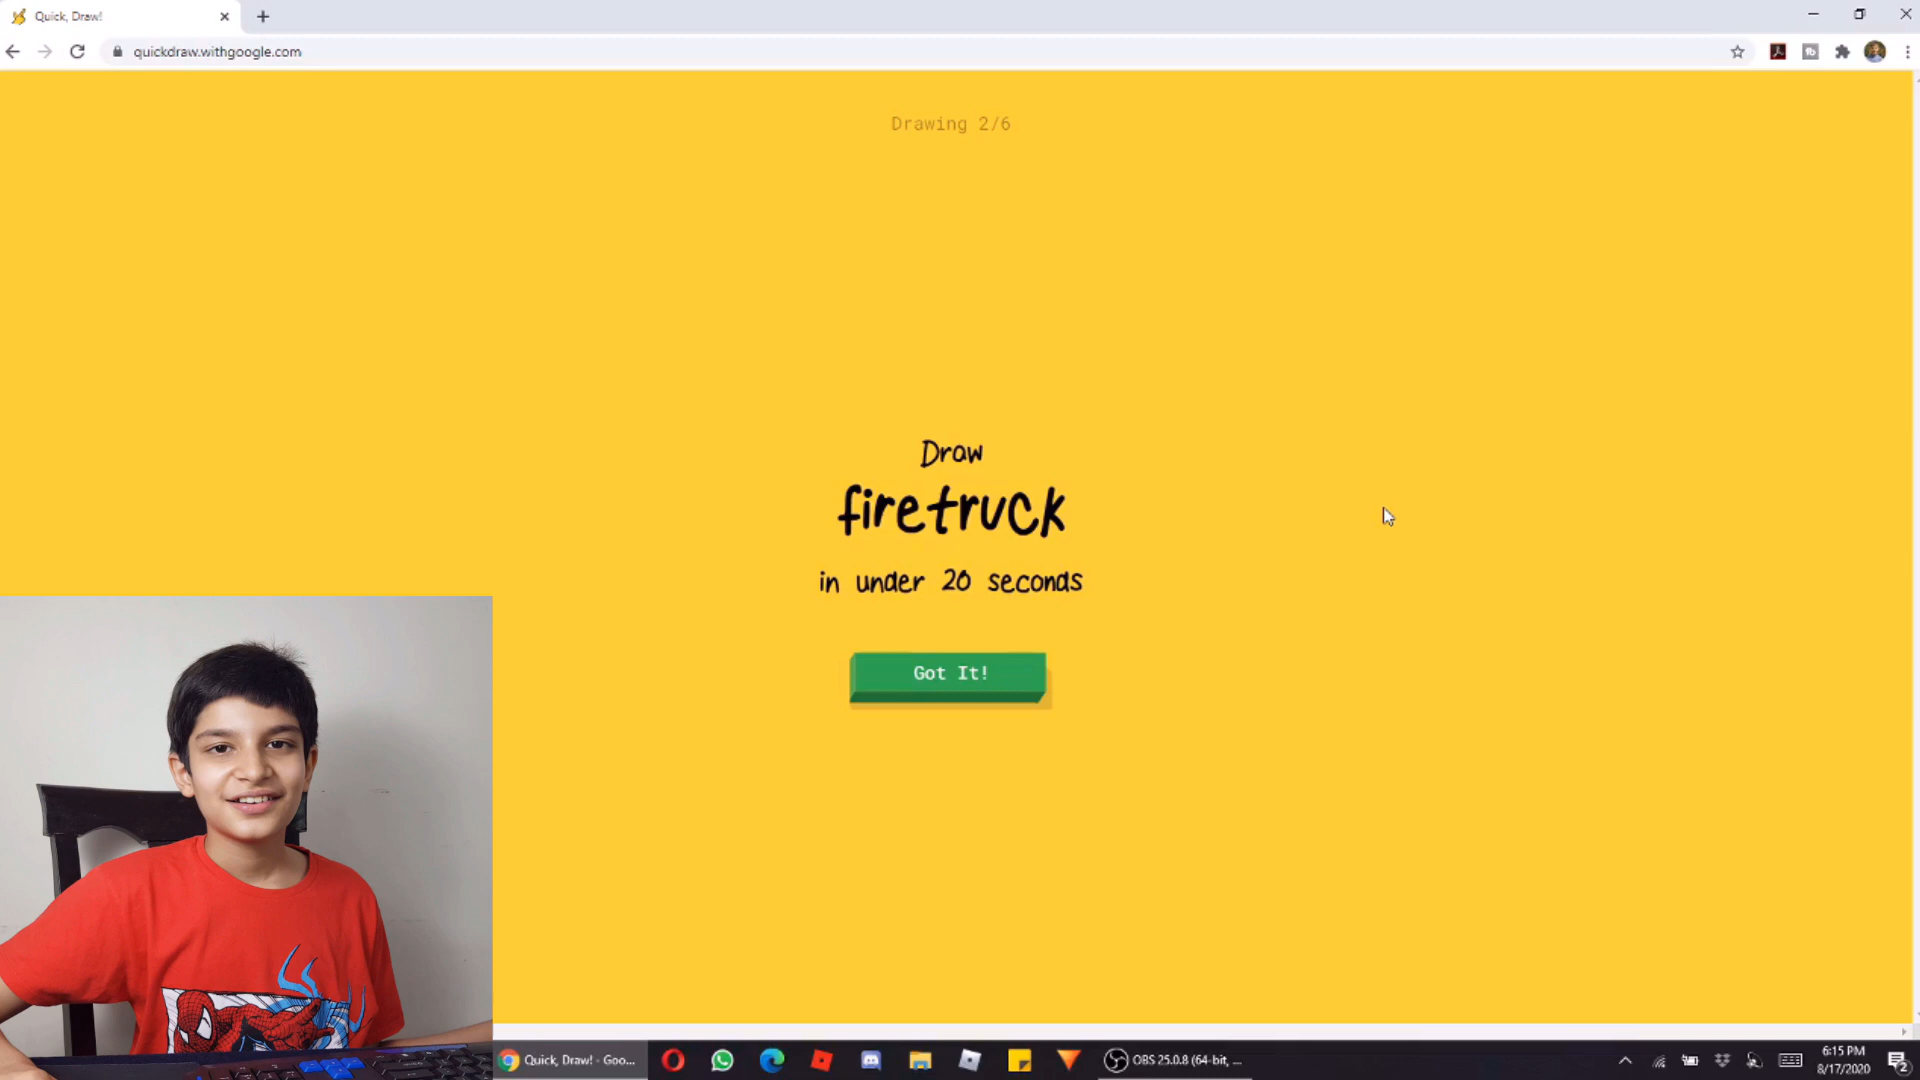 Quick, Draw!
quickdraw.withgoogle.com
Drawing 2/6
Draw
firetruck
in under 20 seconds
Got It!
Quick, Draw! - Goo...
OBS 25.0.8 (64-bit, ...
6:15 PM
8/17/2020
2